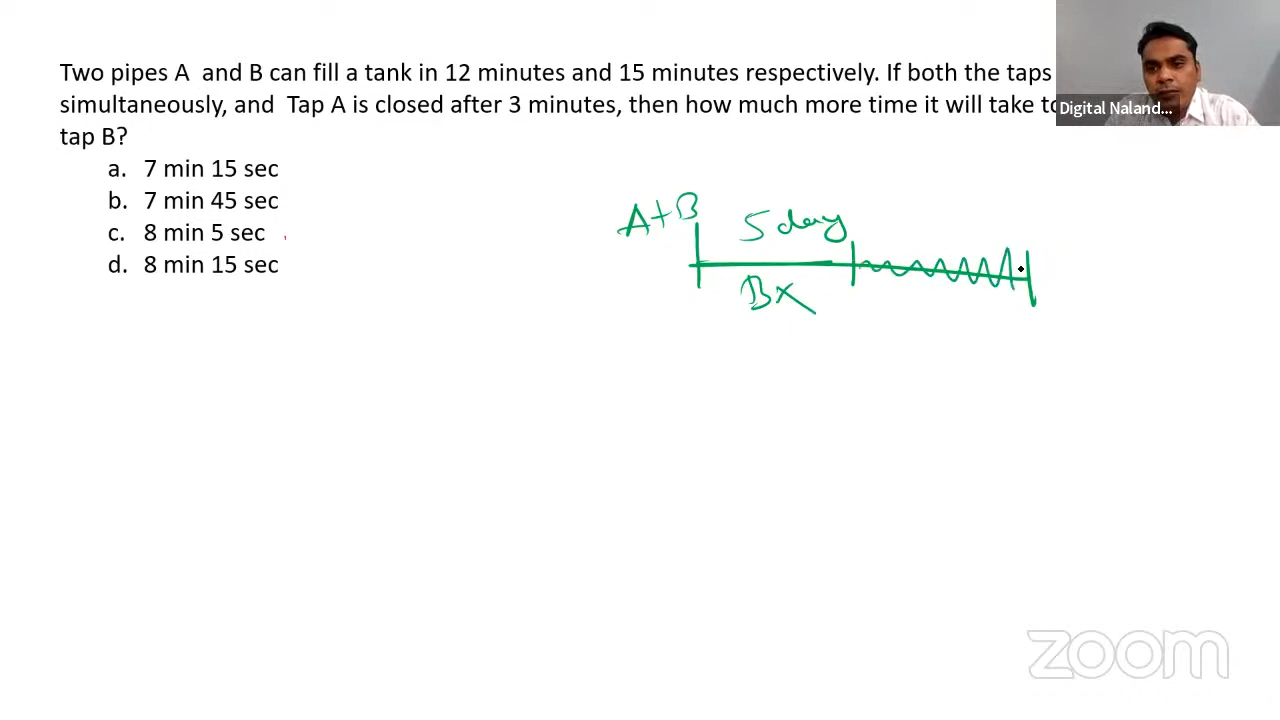 Two pipes A and B can fill a tank in 12 minutes and 15 minutes respectively. If both the taps
simultaneously, and Tap A is closed after 3 minutes, then how much more time it will take to
tap B?
a. 7 min 15 sec
b. 7 min 45 sec
c. 8 min 5 sec
d. 8 min 15 sec
A+B
5 day
Bx
Digital Naland...
zoom